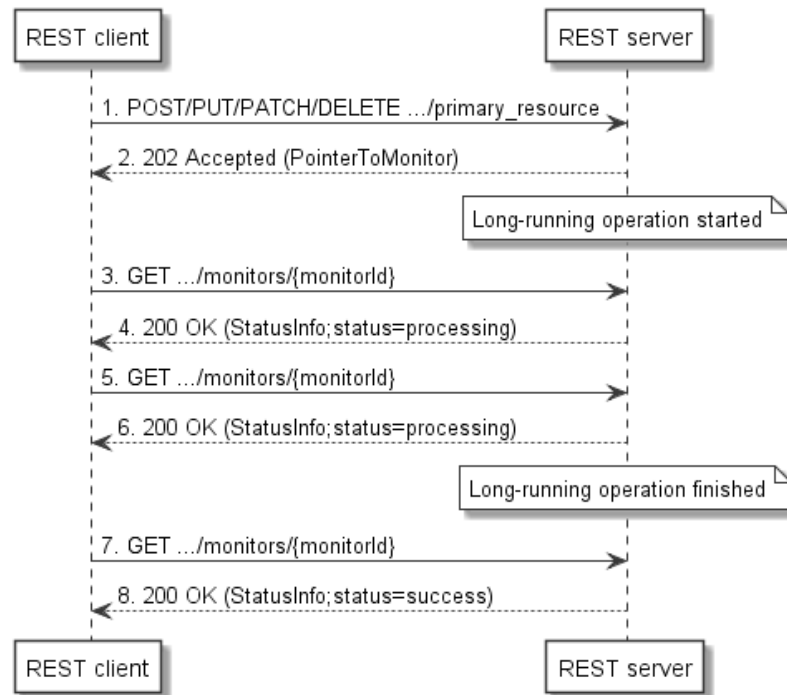 REST client
REST server
1. POST/PUT/PATCH/DELETE .../primary_resource
2. 202 Accepted (PointerToMonitor)
Long-running operation started
3. GET .../monitors/{monitorId}
4. 200 OK (StatusInfo;status=processing)
5. GET .../monitors/{monitorId}
6. 200 OK (StatusInfo;status=processing)
Long-running operation finished
7. GET .../monitors/{monitorId}
8. 200 OK (StatusInfo;status=success)
REST client
REST server